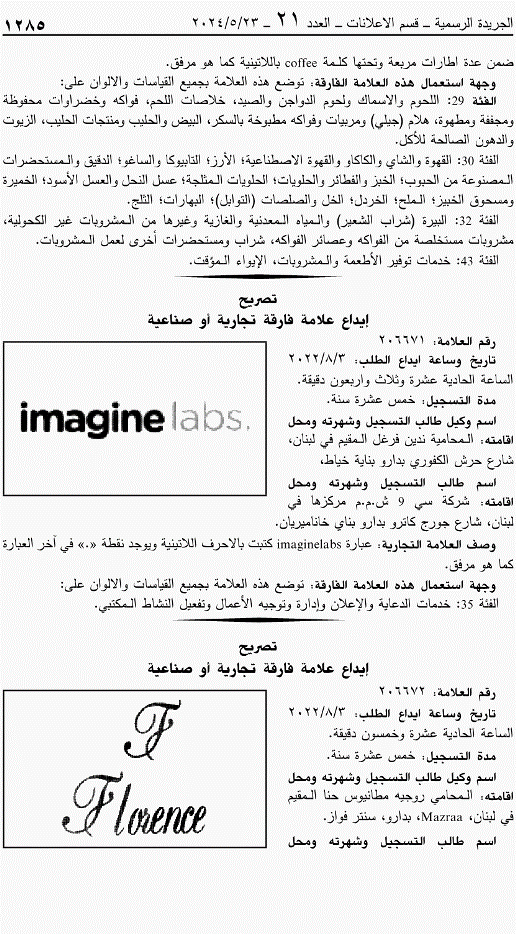 الجريدة الرسمية ــ قسم الاعلانات ــ العدد ٢١ ــ ٢٠٢٤/٥/٢٣
١٢٨٥
ضمن عدة اطارات مربعة وتحتها كلمة coffee باللاتينية كما هو مرفق.
وجهة استعمال هذه العلامة الفارقة: توضع هذه العلامة بجميع القياسات والالوان على:
الفئة 29: اللحوم والاسماك ولحوم الدواجن والصيد، خلاصات اللحم، فواكه وخضراوات محفوظة
ومجففة ومطهوة، هلام (جيلي) ومربيات وفواكه مطبوخة بالسكر، البيض والحليب ومنتجات الحليب، الزيوت
والدهون الصالحة للأكل.
الفئة 30: القهوة والشاي والكاكاو والقهوة الاصطناعية؛ الأرز؛ التابيوكا والساغو؛ الدقيق والمستحضرات
المصنوعة من الحبوب؛ الخبز والفطائر والحلويات؛ الحلويات المثلجة؛ عسل النحل والعسل الأسود؛ الخميرة
ومسحوق الخبيز؛ الملح؛ الخردل؛ الخل والصلصات (التوابل)؛ البهارات؛ الثلج.
الفئة 32: البيرة (شراب الشعير) والمياه المعدنية والغازية وغيرها من المشروبات غير الكحولية،
مشروبات مستخلصة من الفواكه وعصائر الفواكه، شراب ومستحضرات أخرى لعمل المشروبات.
الفئة 43: خدمات توفير الأطعمة والمشروبات، الإيواء المؤقت.
تصريح
إيداع علامة فارقة تجارية أو صناعية
رقم العلامة: ٢٠٦٦٧١
تاريخ وساعة ايداع الطلب: ٢٠٢٢/٨/٣
الساعة الحادية عشرة وثلاث واربعون دقيقة.
مدة التسجيل: خمس عشرة سنة.
اسم وكيل طالب التسجيل وشهرته ومحل
اقامته: المحامية ندين فرغل المقيم في لبنان،
شارع حرش الكفوري بدارو بناية خياط،
اسم طالب التسجيل وشهرته ومحل
اقامته: شركة سي 9 ش.م.م مركزها في
لبنان، شارع جورج كاترو بدارو بناي خاناميريان.
imagine labs.
وصف العلامة التجارية: عبارة imaginelabs كتبت بالاحرف اللاتينية ويوجد نقطة «.» في آخر العبارة
كما هو مرفق.
وجهة استعمال هذه العلامة الفارقة: توضع هذه العلامة بجميع القياسات والالوان على:
الفئة 35: خدمات الدعاية والإعلان وإدارة وتوجيه الأعمال وتفعيل النشاط المكتبي.
تصريح
إيداع علامة فارقة تجارية أو صناعية
رقم العلامة: ٢٠٦٦٧٢
تاريخ وساعة ايداع الطلب: ٢٠٢٢/٨/٣
الساعة الحادية عشرة وخمسون دقيقة.
مدة التسجيل: خمس عشرة سنة.
اسم وكيل طالب التسجيل وشهرته ومحل
اقامته: المحامي روجيه مطانيوس حنا المقيم
في لبنان، Mazraa، بدارو، سنتر فواز.
اسم طالب التسجيل وشهرته ومحل
F
Florence